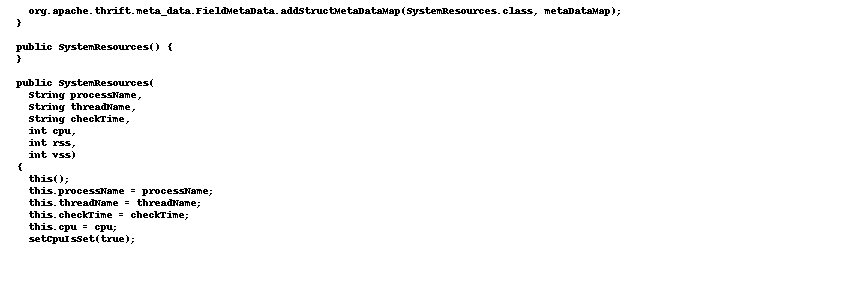 org.apache.thrift.meta_data.FieldMetaData.addStructMetaDataMap(SystemResources.class, metaDataMap);
}
public SystemResources() {
}
public SystemResources(
String processName,
String threadName,
String checkTime,
int cpu,
int rss,
int vss)
{
this();
this.processName = processName;
this.threadName = threadName;
this.checkTime = checkTime;
this.cpu = cpu;
setCpuIsSet(true);